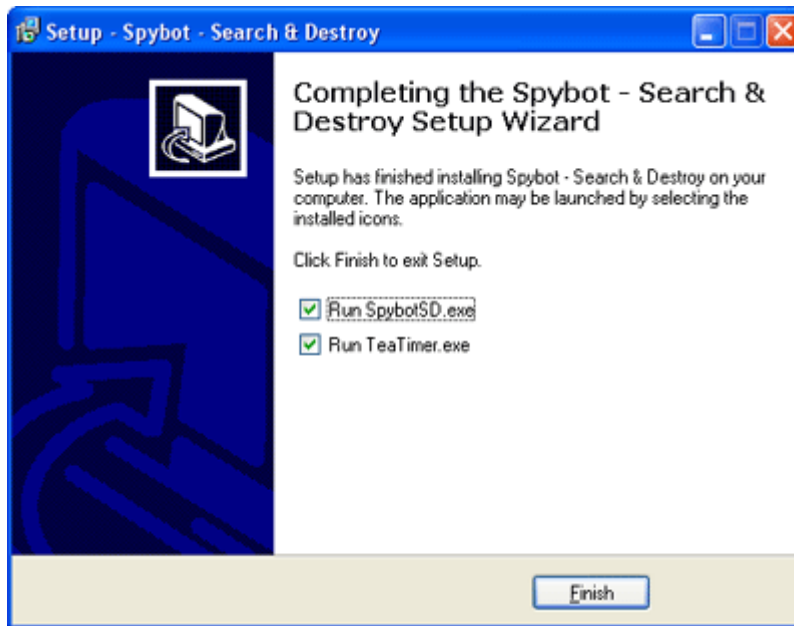 Setup - Spybot - Search & Destroy
Completing the Spybot - Search &
Destroy Setup Wizard
Setup has finished installing Spybot - Search & Destroy on your
computer. The application may be launched by selecting the
installed icons.
Click Finish to exit Setup.
Run SpybotSD.exe
Run TeaTimer.exe
Finish